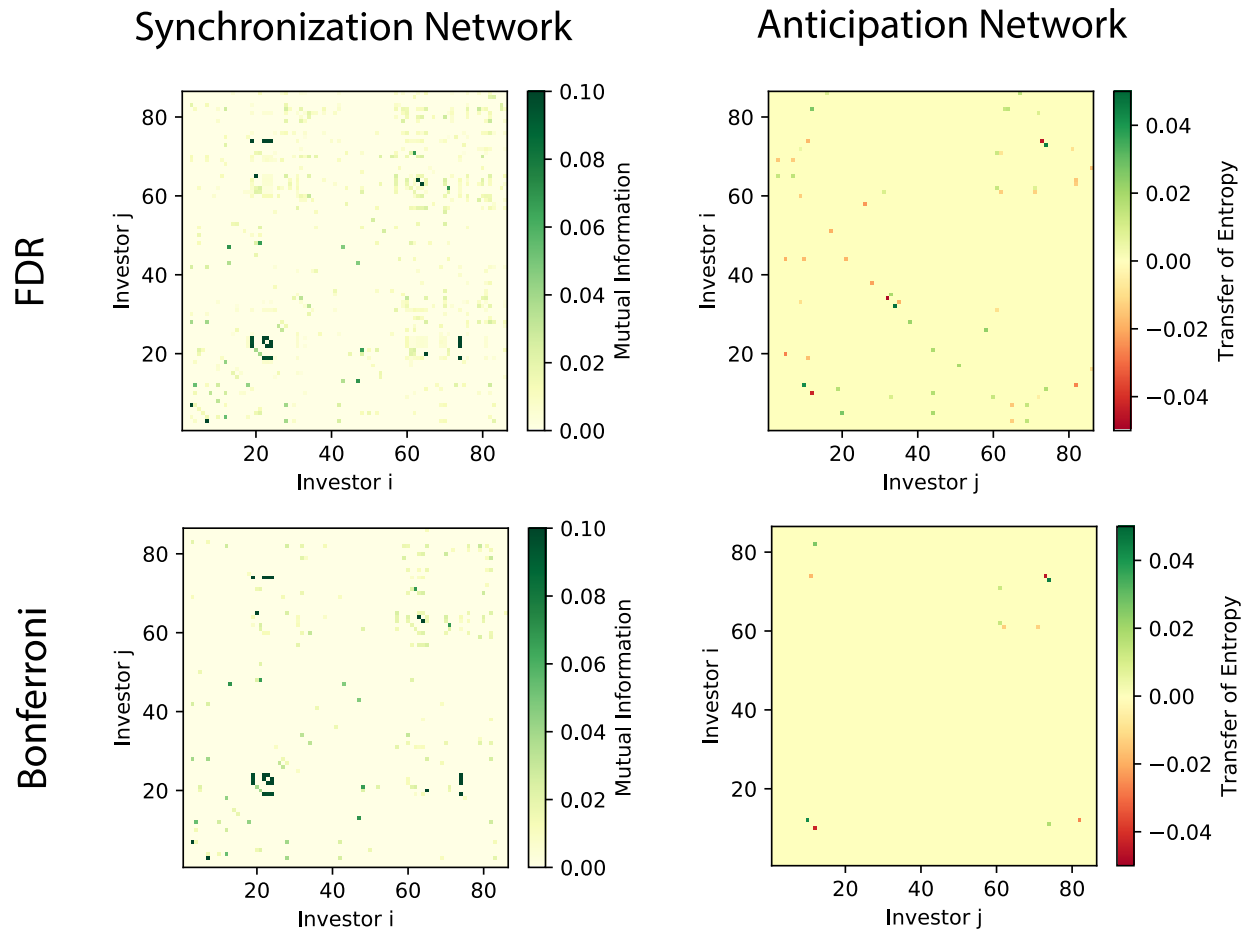 Synchronization Network
Anticipation Network
FDR
80
60
40
20
20 40 60 80
Investor j
Investor i
0.10
0.08
0.06
0.04
0.02
0.00
Mutual Information
80
60
40
20
20 40 60 80
Investor i
Investor j
0.04
0.02
0.00
−0.02
−0.04
Transfer of Entropy
Bonferroni
80
60
40
20
20 40 60 80
Investor j
Investor i
0.10
0.08
0.06
0.04
0.02
0.00
Mutual Information
80
60
40
20
20 40 60 80
Investor i
Investor j
0.04
0.02
0.00
−0.02
−0.04
Transfer of Entropy